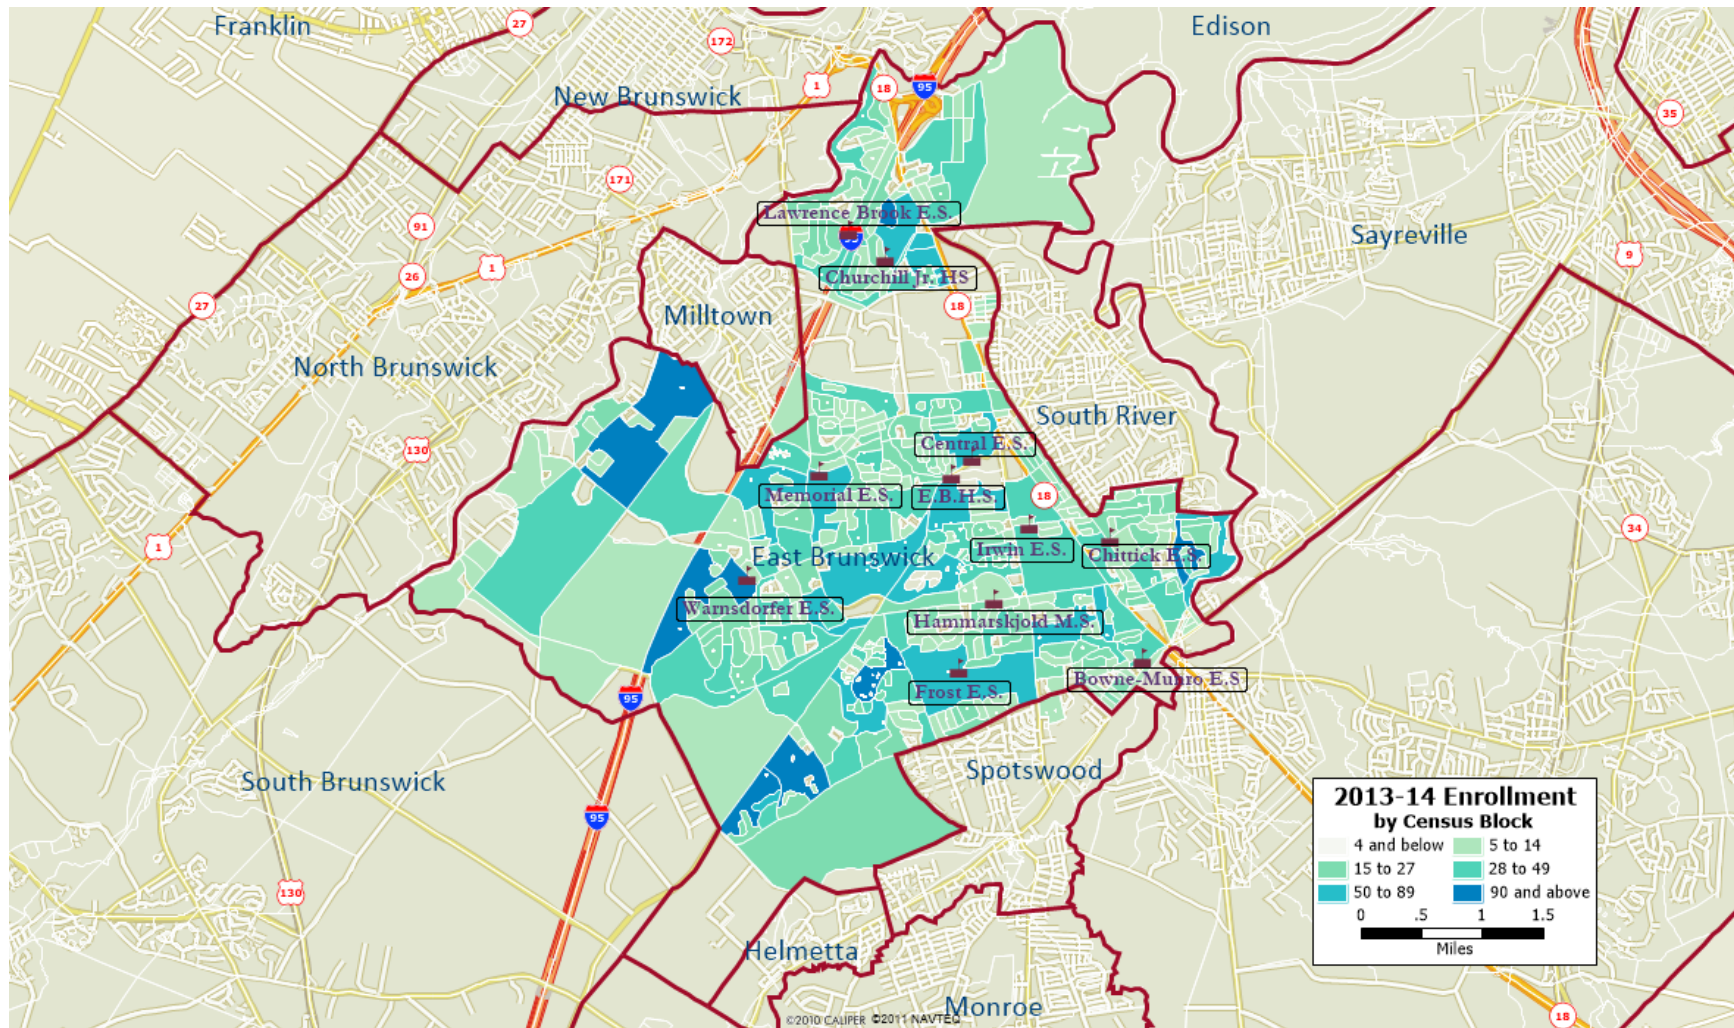 Franklin
27
Edison
172
1
18
95
New Brunswick
35
171
Lawrence Brook E.S.
91
Sayreville
9
26
1
95
Churchill Jr. HS
27
18
Milltown
North Brunswick
South River
130
Central E.S.
Memorial E.S.
E.B.H.S.
18
34
1
East Brunswick
Irwin E.S.
Chittick E.S.
Warnsdorfer E.S.
Hammarskjold M.S.
Frost E.S.
Bowne-Munro E.S
95
South Brunswick
Spotswood
95
130
2013-14 Enrollment
by Census Block
4 and below 5 to 14
15 to 27 28 to 49
50 to 89 90 and above
0 .5 1 1.5
Miles
Helmetta
Monroe
18
©2010 CALIPER ©2011 NAVTEQ